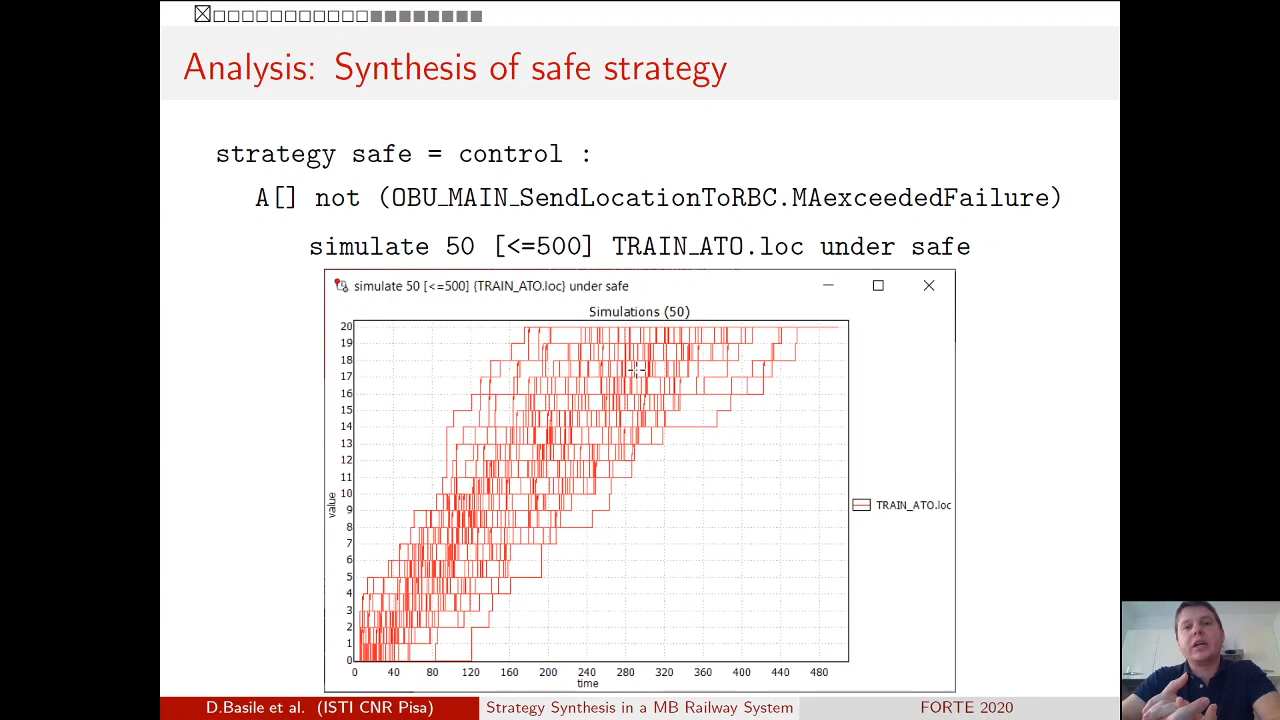 Analysis: Synthesis of safe strategy
strategy safe = control :
A[] not (OBU_MAIN_SendLocationToRBC.MAexceededFailure)
simulate 50 [<=500] TRAIN_ATO.loc under safe
simulate 50 [<=500] {TRAIN_ATO.loc} under safe
Simulations (50)
20
19
18
17
16
15
14
13
12
11
10
9
8
7
6
5
4
3
2
1
0
value
TRAIN_ATO.loc
0 40 80 120 160 200 240 280 320 360 400 440 480
time
D.Basile et al. (ISTI CNR Pisa) Strategy Synthesis in a MB Railway System FORTE 2020